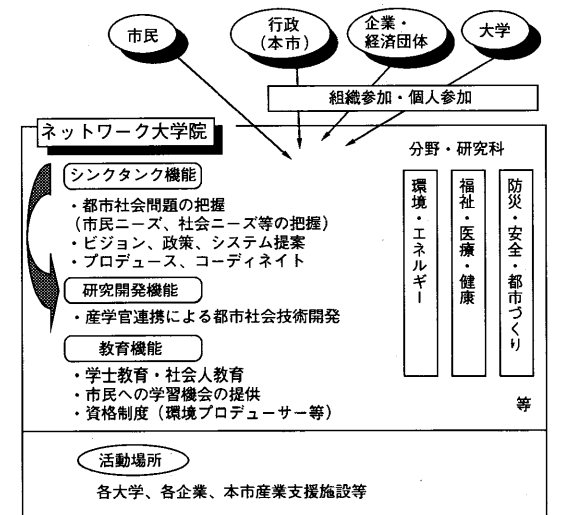 市民
行政
(本市)
企業・
経済団体
大学
組織参加・個人参加
ネットワーク大学院
分野・研究科
シンクタンク機能
・都市社会問題の把握
(市民ニーズ、社会ニーズ等の把握)
・ビジョン、政策、システム提案
・プロデュース、コーディネイト
研究開発機能
・産学官連携による都市社会技術開発
教育機能
・学士教育・社会人教育
・市民への学習機会の提供
・資格制度(環境プロデューサー等)
環境・エネルギー
福祉・医療・健康
防災・安全・都市づくり
等
活動場所
各大学、各企業、本市産業支援施設等